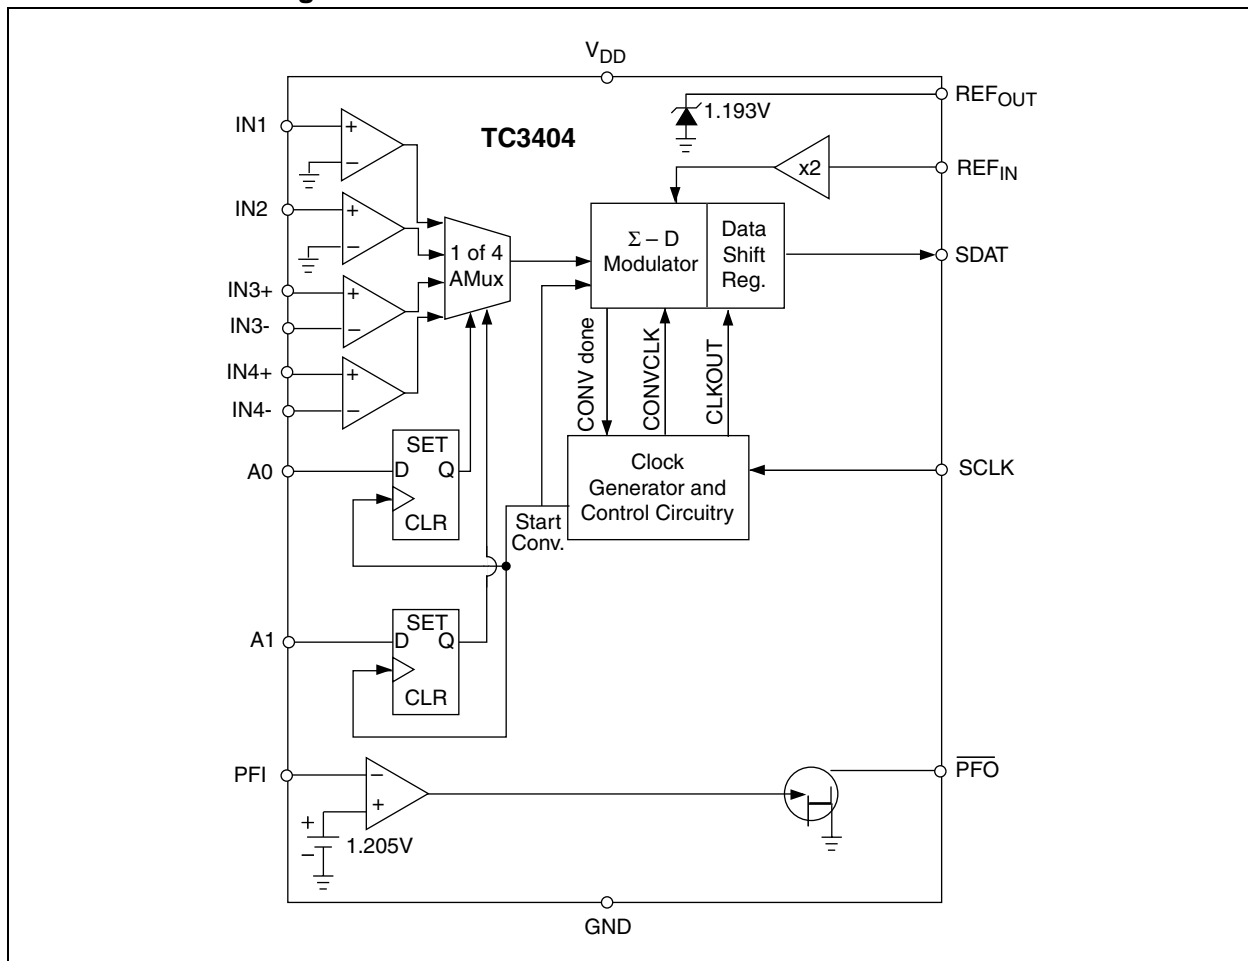 V_DD
REF_OUT
1.193V
IN1
+
−
TC3404
x2
REF_IN
IN2
+
−
1 of 4
AMux
Σ – D
Modulator
Data
Shift
Reg.
SDAT
IN3+
+
IN3-
−
IN4+
+
IN4-
−
CONV done
CONVCLK
CLKOUT
A0
SET
D Q
CLR
Clock
Generator and
Control Circuitry
SCLK
Start
Conv.
A1
SET
D Q
CLR
PFI
−
+
+
−
1.205V
PFO
GND